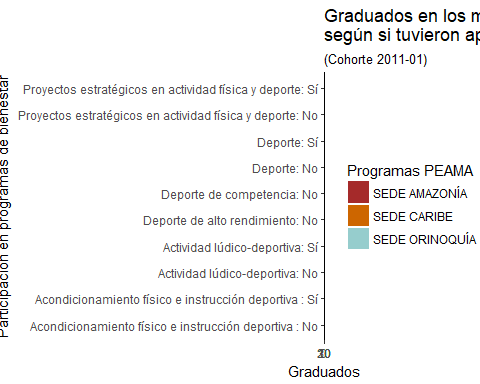 Graduados en los m
según si tuvieron ap
(Cohorte 2011-01)
Participación en programas de bienestar
Proyectos estratégicos en actividad física y deporte: Sí
Proyectos estratégicos en actividad física y deporte: No
Deporte: Sí
Deporte: No
Deporte de competencia: No
Deporte de alto rendimiento: No
Actividad lúdico-deportiva: Sí
Actividad lúdico-deportiva: No
Acondicionamiento físico e instrucción deportiva : Sí
Acondicionamiento físico e instrucción deportiva : No
Programas PEAMA
SEDE AMAZONÍA
SEDE CARIBE
SEDE ORINOQUÍA
Graduados